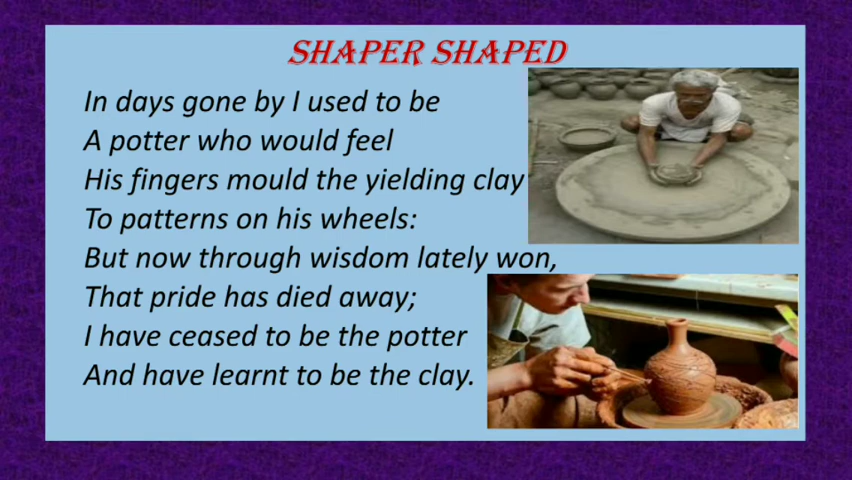 SHAPER SHAPED
In days gone by I used to be
A potter who would feel
His fingers mould the yielding clay
To patterns on his wheels:
But now through wisdom lately won,
That pride has died away;
I have ceased to be the potter
And have learnt to be the clay.